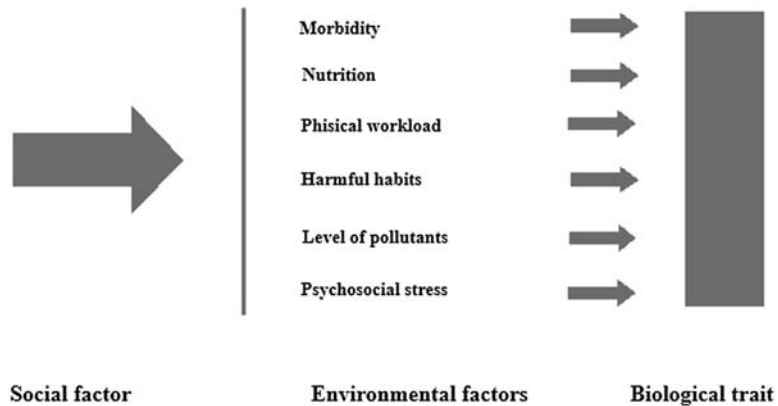 Morbidity
Nutrition
Phisical workload
Harmful habits
Level of pollutants
Psychosocial stress
Social factor
Environmental factors
Biological trait